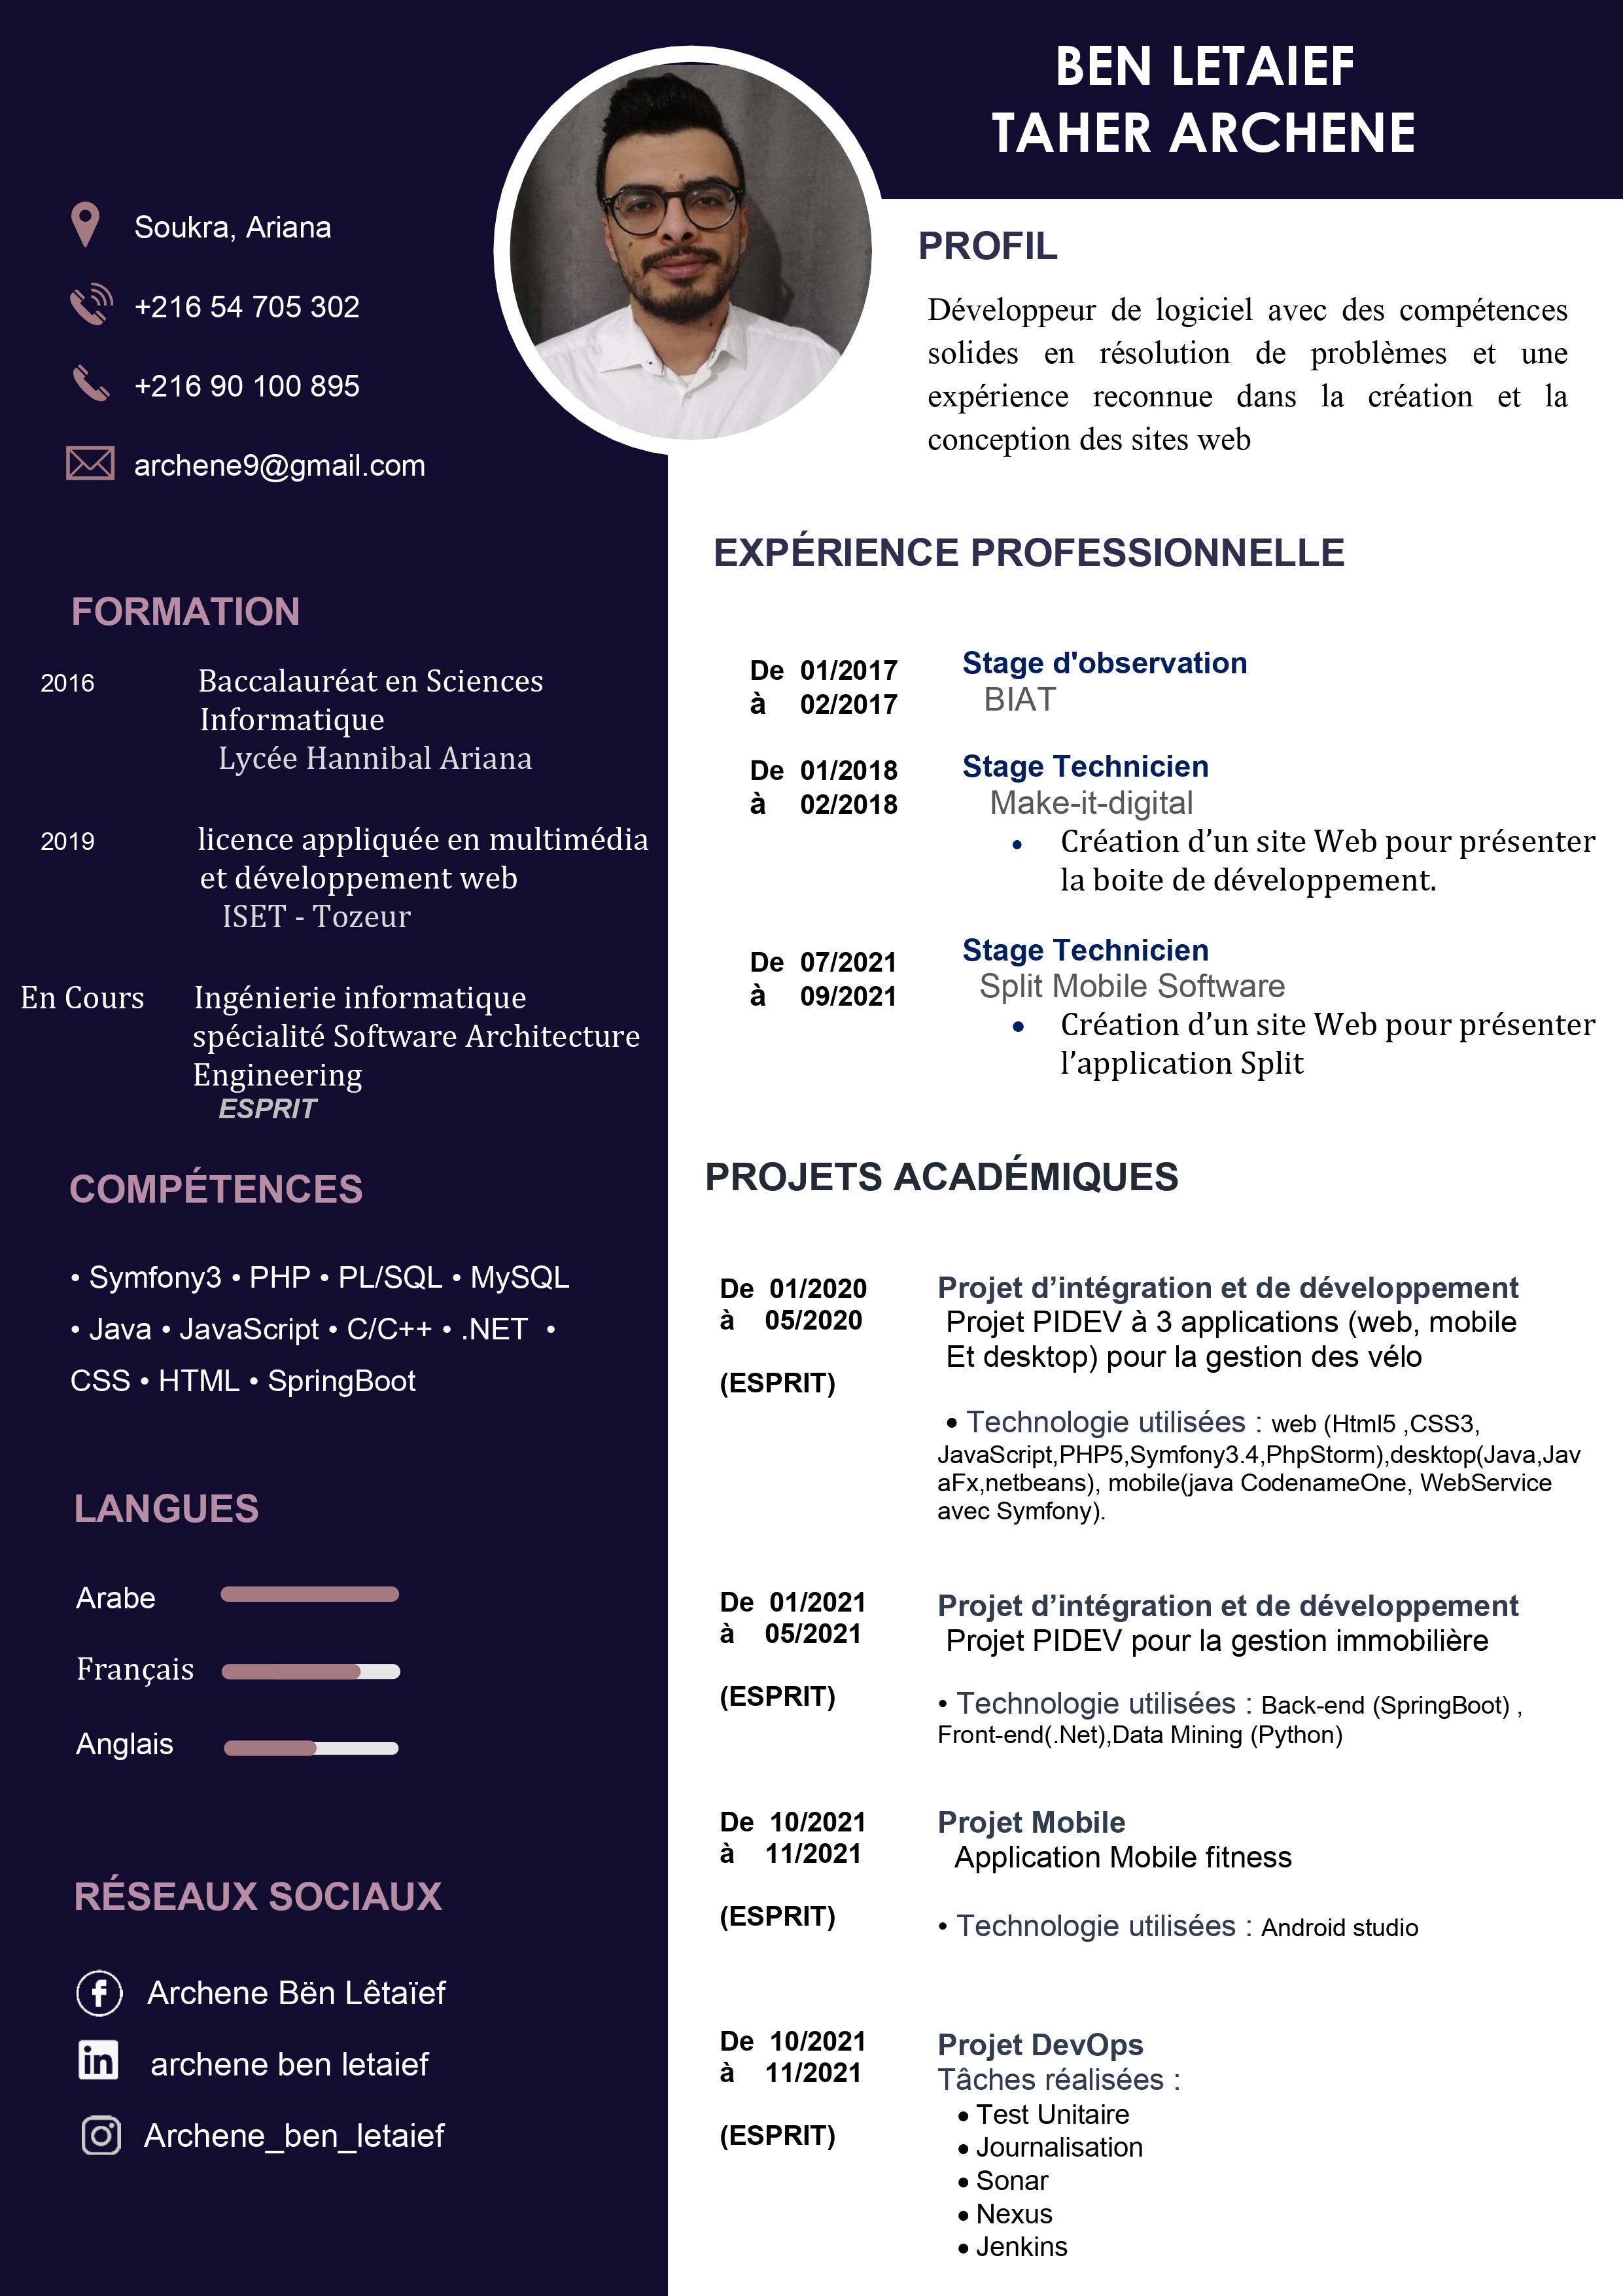 BEN LETAIEF
TAHER ARCHENE
Soukra, Ariana
+216 54 705 302
+216 90 100 895
archene9@gmail.com
FORMATION
2016 Baccalauréat en Sciences
Informatique
Lycée Hannibal Ariana
2019 licence appliquée en multimédia
et développement web
ISET - Tozeur
En Cours Ingénierie informatique
spécialité Software Architecture
Engineering
ESPRIT
COMPÉTENCES
• Symfony3 • PHP • PL/SQL • MySQL
• Java • JavaScript • C/C++ • .NET •
CSS • HTML • SpringBoot
LANGUES
Arabe
Français
Anglais
RÉSEAUX SOCIAUX
Archene Bën Lêtaïef
in archene ben letaief
Archene_ben_letaief
PROFIL
Développeur de logiciel avec des compétences
solides en résolution de problèmes et une
expérience reconnue dans la création et la
conception des sites web
EXPÉRIENCE PROFESSIONNELLE
De 01/2017
à 02/2017
Stage d'observation
BIAT
De 01/2018
à 02/2018
Stage Technicien
Make-it-digital
• Création d’un site Web pour présenter
la boite de développement.
De 07/2021
à 09/2021
Stage Technicien
Split Mobile Software
• Création d’un site Web pour présenter
l’application Split
PROJETS ACADÉMIQUES
De 01/2020
à 05/2020
(ESPRIT)
Projet d’intégration et de développement
Projet PIDEV à 3 applications (web, mobile
Et desktop) pour la gestion des vélo
• Technologie utilisées : web (Html5 ,CSS3,
JavaScript,PHP5,Symfony3.4,PhpStorm),desktop(Java,Jav
aFx,netbeans), mobile(java CodenameOne, WebService
avec Symfony).
De 01/2021
à 05/2021
(ESPRIT)
Projet d’intégration et de développement
Projet PIDEV pour la gestion immobilière
• Technologie utilisées : Back-end (SpringBoot) ,
Front-end(.Net),Data Mining (Python)
De 10/2021
à 11/2021
(ESPRIT)
Projet Mobile
Application Mobile fitness
• Technologie utilisées : Android studio
De 10/2021
à 11/2021
(ESPRIT)
Projet DevOps
Tâches réalisées :
• Test Unitaire
• Journalisation
• Sonar
• Nexus
• Jenkins